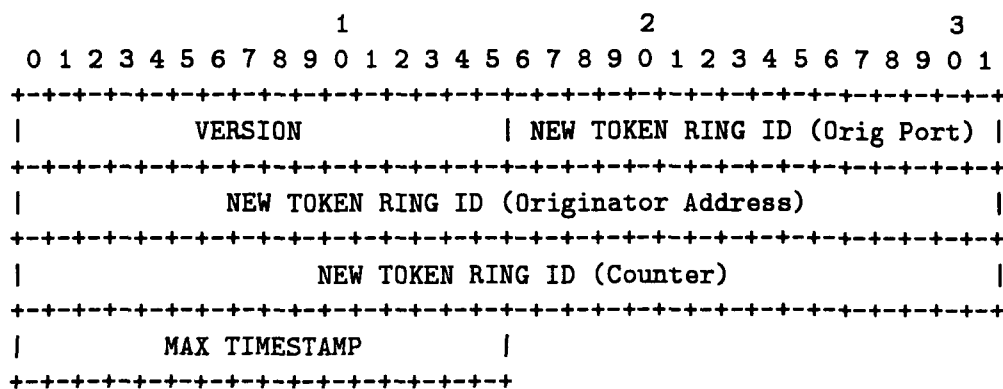 1                   2                   3
 0 1 2 3 4 5 6 7 8 9 0 1 2 3 4 5 6 7 8 9 0 1 2 3 4 5 6 7 8 9 0 1
+-+-+-+-+-+-+-+-+-+-+-+-+-+-+-+-+-+-+-+-+-+-+-+-+-+-+-+-+-+-+-+-+
|           VERSION             | NEW TOKEN RING ID (Orig Port) |
+-+-+-+-+-+-+-+-+-+-+-+-+-+-+-+-+-+-+-+-+-+-+-+-+-+-+-+-+-+-+-+-+
|             NEW TOKEN RING ID (Originator Address)            |
+-+-+-+-+-+-+-+-+-+-+-+-+-+-+-+-+-+-+-+-+-+-+-+-+-+-+-+-+-+-+-+-+
|                   NEW TOKEN RING ID (Counter)                 |
+-+-+-+-+-+-+-+-+-+-+-+-+-+-+-+-+-+-+-+-+-+-+-+-+-+-+-+-+-+-+-+-+
|         MAX TIMESTAMP         |
+-+-+-+-+-+-+-+-+-+-+-+-+-+-+-+-+